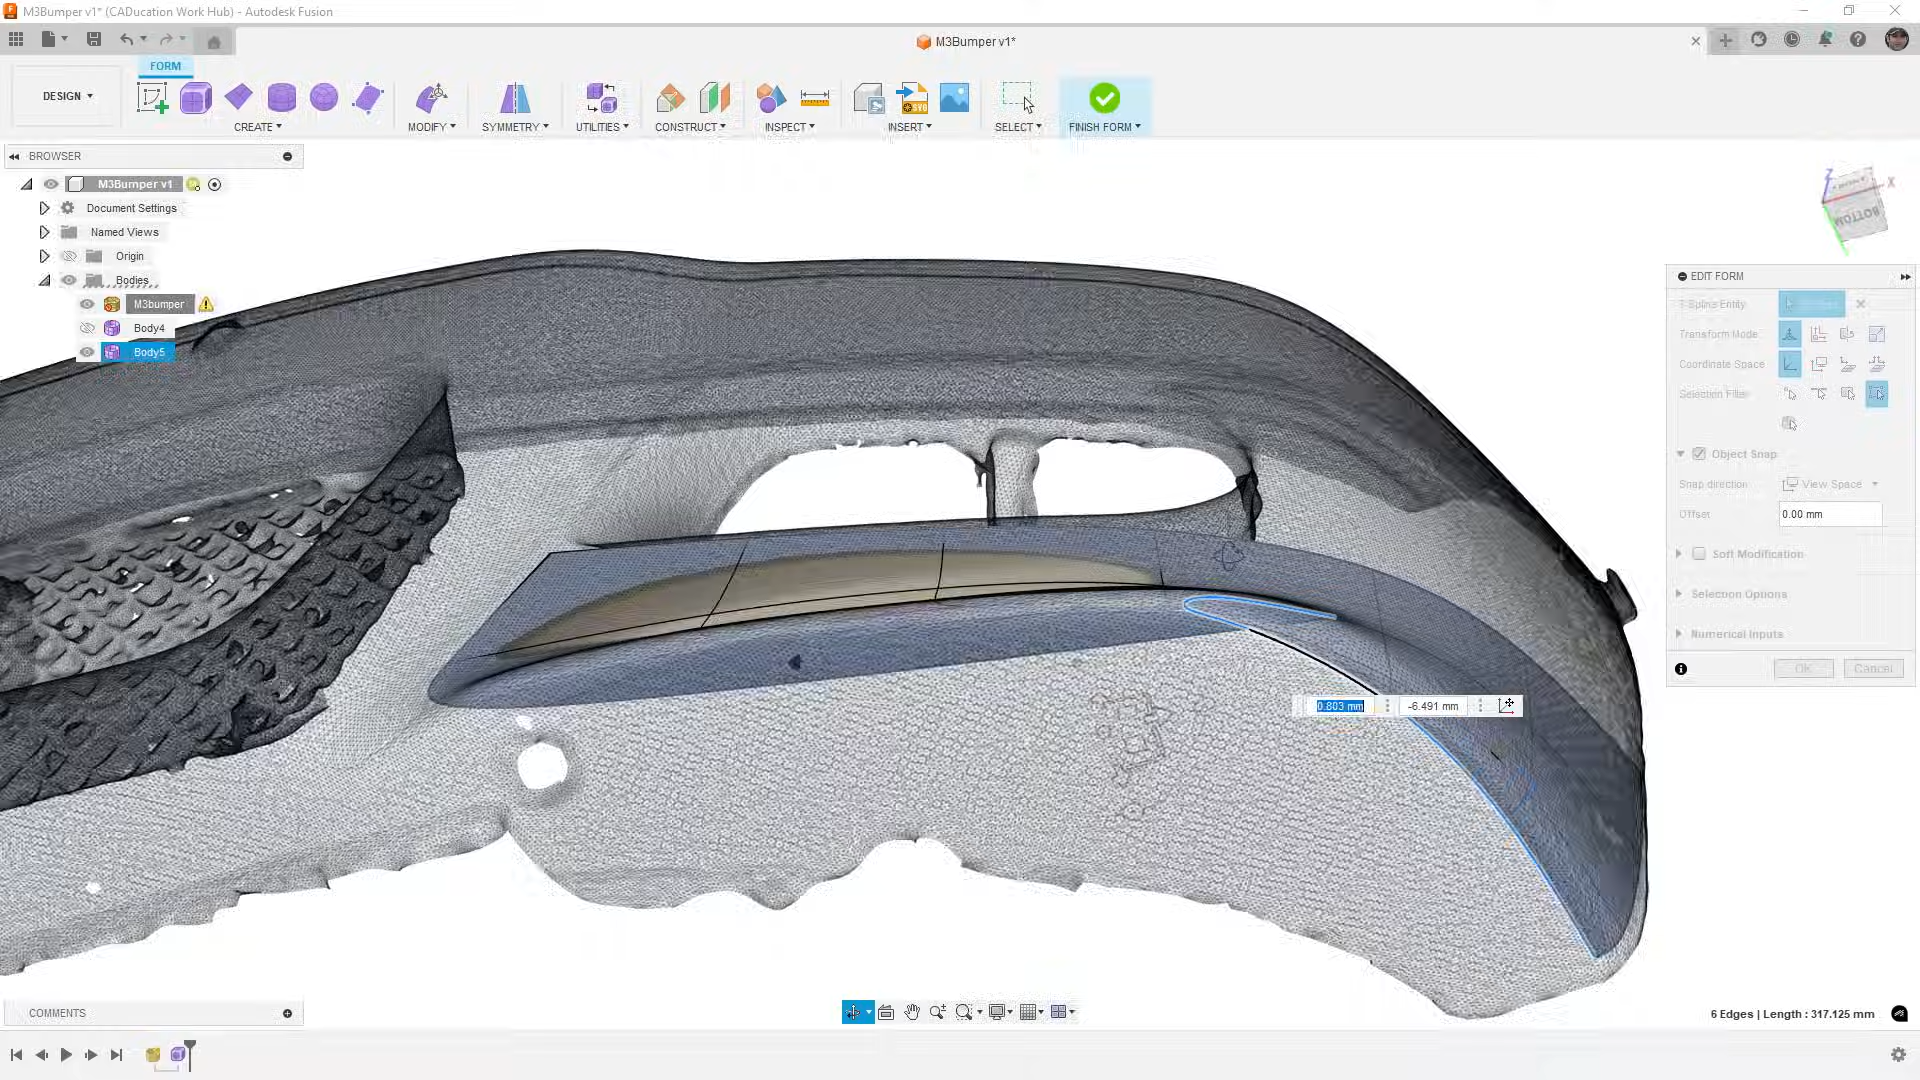 M3Bumper v1* (CADucation Work Hub) - Autodesk Fusion
M3Bumper v1*
FORM
DESIGN
CREATE
MODIFY
SYMMETRY
UTILITIES
CONSTRUCT
INSPECT
INSERT
SELECT
FINISH FORM
BROWSER
M3Bumper v1
Document Settings
Named Views
Origin
Bodies
M3bumper
Body4
Body5
Z
X
BOTTOM
EDIT FORM
T-Spline Entity
Transform Mode
Coordinate Space
Selection Filter
Object Snap
Snap direction
View Space
Offset
0.00 mm
Soft Modification
Selection Options
Numerical Inputs
OK
Cancel
0.803 mm
-6.491 mm
COMMENTS
6 Edges | Length : 317.125 mm